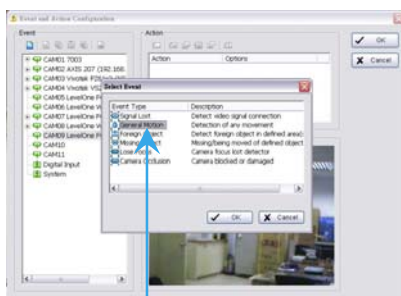 Event and Action Configuration
Event
Action
OK
Cancel
Action Options
CAM01 7003
CAM02 AXIS 207 (192.168.
CAM03 Vivotek
CAM04 Vivotek
CAM05 LevelOne
CAM06 LevelOne
CAM07 LevelOne
CAM08 LevelOne
CAM09 LevelOne
CAM10
CAM11
Digital Input
System
Select Event
Event Type Description
Signal Lost Detect video signal connection
General Motion Detection of any movement
Foreign Object Detect foreign object in defined area(s
Missing Object Missing/being moved of defined object
Lose Focus Camera focus lost detector
Camera Occlusion Camera blocked or damaged
OK
Cancel